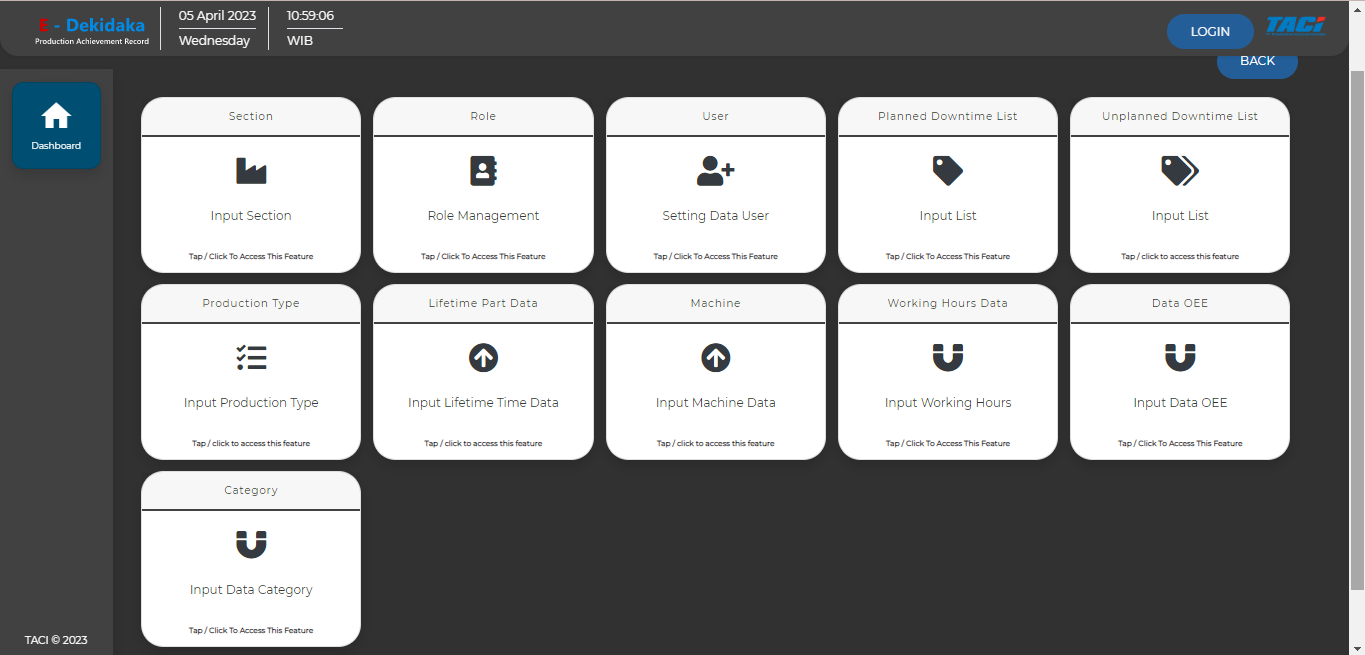 E - Dekidaka
Production Achievement Record
05 April 2023
Wednesday
10:59:06
WIB
LOGIN
TACI
BACK
Dashboard
Section
Input Section
Tap / Click To Access This Feature
Role
Role Management
Tap / Click To Access This Feature
User
Setting Data User
Tap / Click To Access This Feature
Planned Downtime List
Input List
Tap / Click To Access This Feature
Unplanned Downtime List
Input List
Tap / click to access this feature
Production Type
Input Production Type
Tap / click to access this feature
Lifetime Part Data
Input Lifetime Time Data
Tap / click to access this feature
Machine
Input Machine Data
Tap / click to access this feature
Working Hours Data
Input Working Hours
Tap / Click To Access This Feature
Data OEE
Input Data OEE
Tap / Click To Access This Feature
Category
Input Data Category
Tap / Click To Access This Feature
TACI © 2023